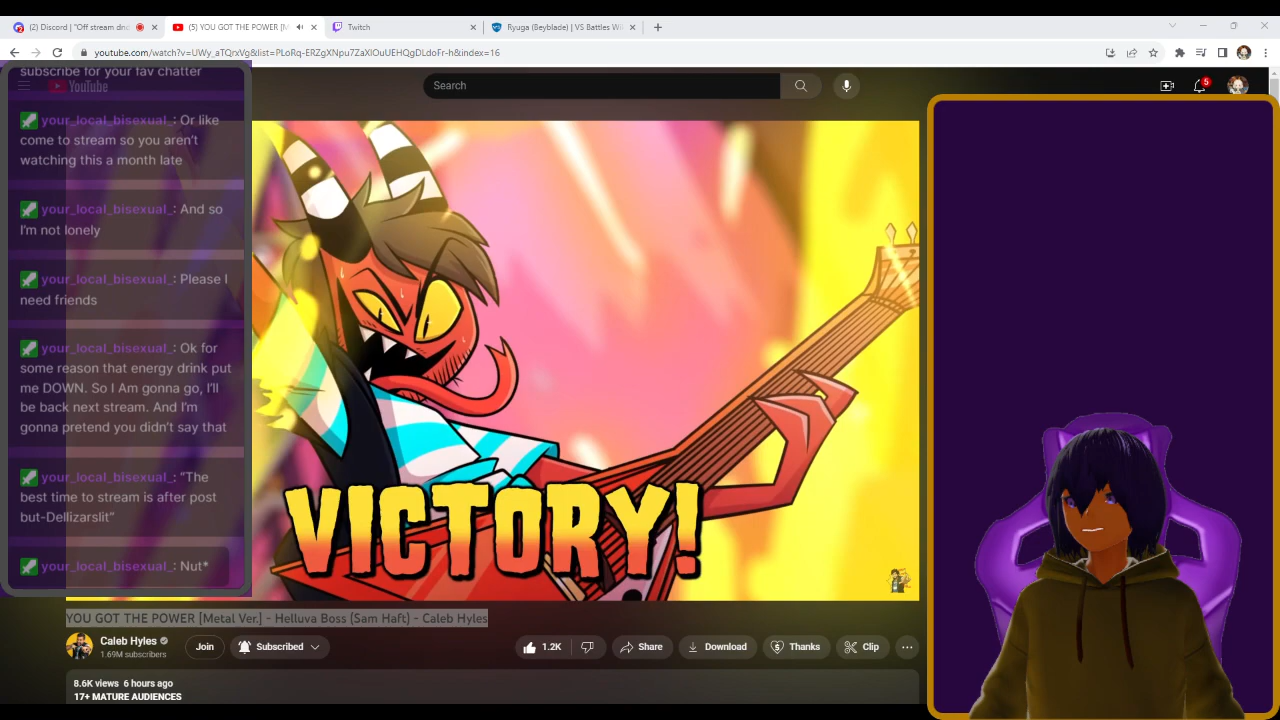 (2) Discord | "Off stream dnd
(5) YOU GOT THE POWER [M
Twitch
Ryuga (Beyblade) | VS Battles Wi
youtube.com/watch?v=UWy_aTQrxVg&list=PLoRq-ERZgXNpu7ZaXlOuUEHQgDLdoFr-h&index=16
subscribe for your fav chatter
YouTube
Search
5
your_local_bisexual_: Or like
come to stream so you aren't
watching this a month late
your_local_bisexual_: And so
I'm not lonely
your_local_bisexual_: Please I
need friends
your_local_bisexual_: Ok for
some reason that energy drink put
me DOWN. So I Am gonna go, I'll
be back next stream. And I'm
gonna pretend you didn't say that
your_local_bisexual_: "The
best time to stream is after post
but-Dellizarslit"
your_local_bisexual_: Nut*
VICTORY!
YOU GOT THE POWER [Metal Ver.] - Helluva Boss (Sam Haft) - Caleb Hyles
Caleb Hyles
1.69M subscribers
Join
Subscribed
1.2K
Share
Download
Thanks
Clip
8.6K views 6 hours ago
17+ MATURE AUDIENCES